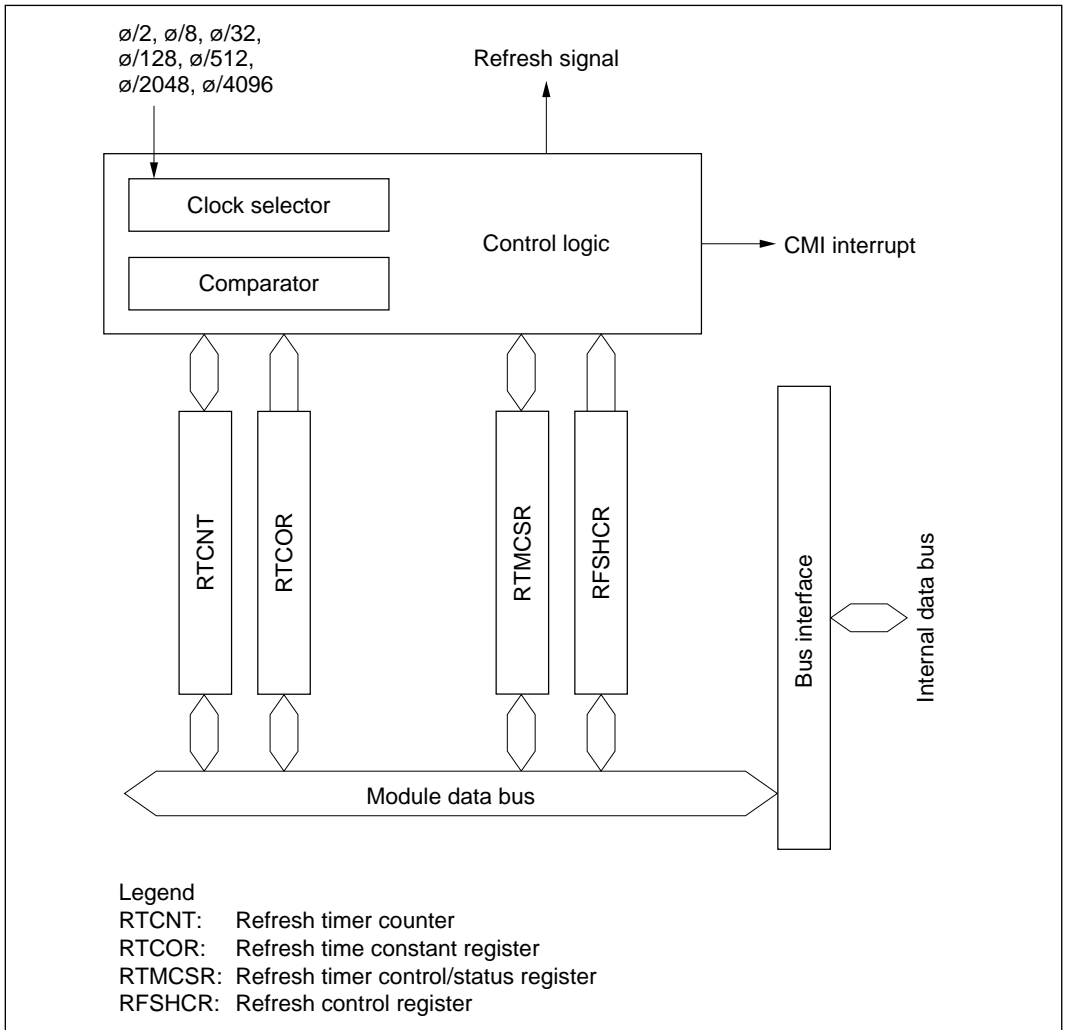 ø/2, ø/8, ø/32,
ø/128, ø/512,
ø/2048, ø/4096
Refresh signal
Clock selector
Control logic
CMI interrupt
Comparator
RTCNT
RTCOR
RTMCSR
RFSHCR
Bus interface
Internal data bus
Module data bus
Legend
RTCNT: Refresh timer counter
RTCOR: Refresh time constant register
RTMCSR: Refresh timer control/status register
RFSHCR: Refresh control register